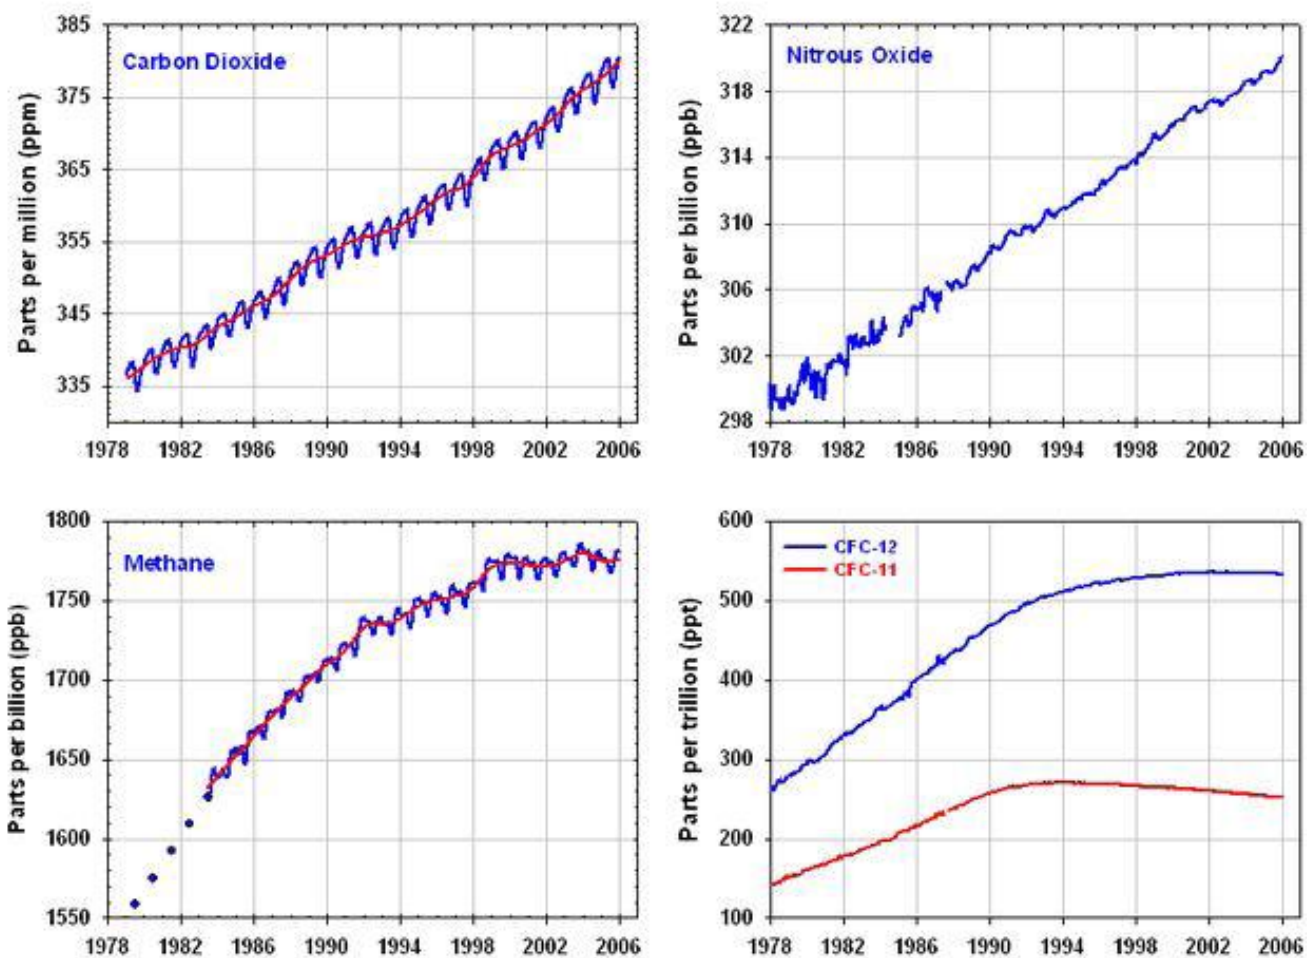 Carbon Dioxide
Parts per million (ppm)
385
375
365
355
345
335
1978 1982 1986 1990 1994 1998 2002 2006
Nitrous Oxide
Parts per billion (ppb)
322
318
314
310
306
302
298
1978 1982 1986 1990 1994 1998 2002 2006
Methane
Parts per billion (ppb)
1800
1750
1700
1650
1600
1550
1978 1982 1986 1990 1994 1998 2002 2006
CFC-12
CFC-11
Parts per trillion (ppt)
600
500
400
300
200
100
1978 1982 1986 1990 1994 1998 2002 2006